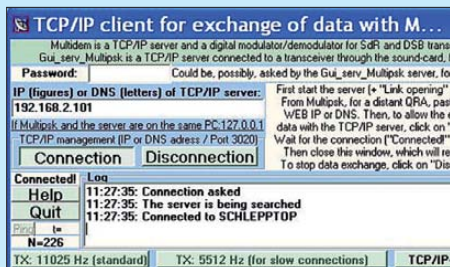 TCP/IP client for exchange of data with M...
Multidem is a TCP/IP server and a digital modulator/demodulator for SdR and DSB trans
Gui_serv_Multipsk is a TCP/IP server connected to a transceiver through the sound-card,
Password: Could be, possibly, asked by the Gui_serv_Multipsk server, fo
IP (figures) or DNS (letters) of TCP/IP server:
192.168.2.101
If Multipsk and the server are on the same PC:127.0.0.1
TCP/IP management (IP or DNS adress / Port 3020)
Connection Disconnection
First start the server (+ "Link opening"
From Multipsk, for a distant QRA, pas
WEB IP or DNS. Then, to allow the e
data with the TCP/IP server, click on "
Wait for the connection ("Connected!"
Then close this window, which will re
To stop data exchange, click on "Dis
Connected! Log
Help
Quit
Find t=
N=226
11:27:35: Connection asked
11:27:35: The server is being searched
11:27:35: Connected to SCHLEPPTOP
TX: 11025 Hz (standard) TX: 5512 Hz (for slow connections) TCP/IP